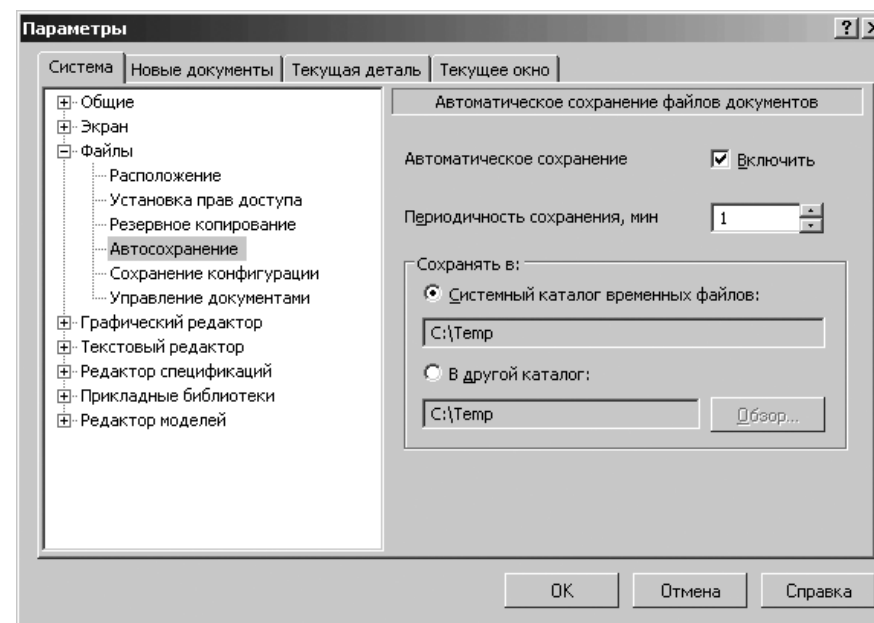 Параметры
Система Новые документы Текущая деталь Текущее окно
Общие
Экран
Файлы
Расположение
Установка прав доступа
Резервное копирование
Автосохранение
Сохранение конфигурации
Управление документами
Графический редактор
Текстовый редактор
Редактор спецификаций
Прикладные библиотеки
Редактор моделей
Автоматическое сохранение файлов документов
Автоматическое сохранение Включить
Периодичность сохранения, мин 1
Сохранять в:
Системный каталог временных файлов:
C:\Temp
В другой каталог:
C:\Temp Обзор...
OK Отмена Справка